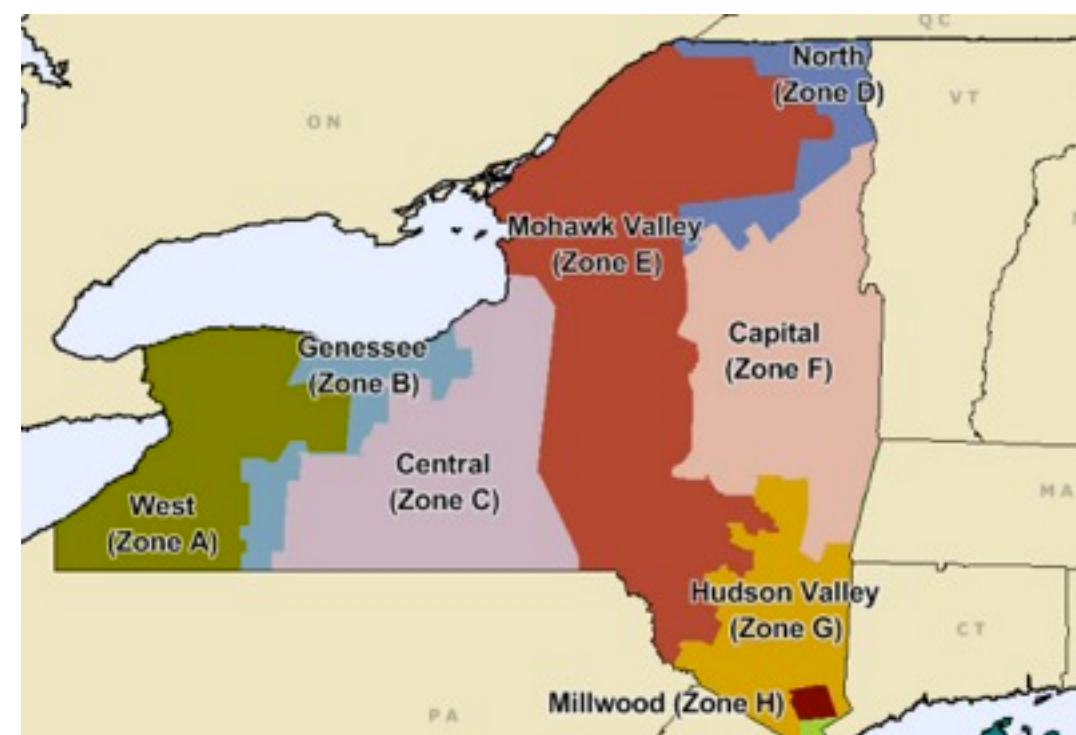 QC
North
(Zone D)
VT
ON
Mohawk Valley
(Zone E)
Capital
(Zone F)
Genessee
(Zone B)
Central
(Zone C)
MA
West
(Zone A)
Hudson Valley
(Zone G)
CT
Millwood (Zone H)
PA